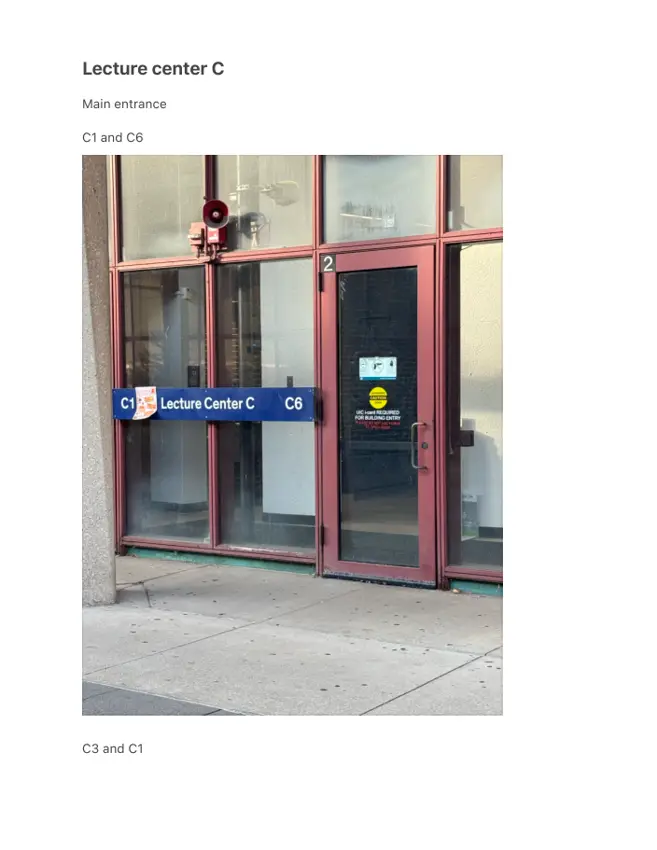 Lecture center C
Main entrance
C1 and C6
2
C1 Lecture Center C C6
UIC i-card REQUIRED
FOR BUILDING ENTRY
C3 and C1